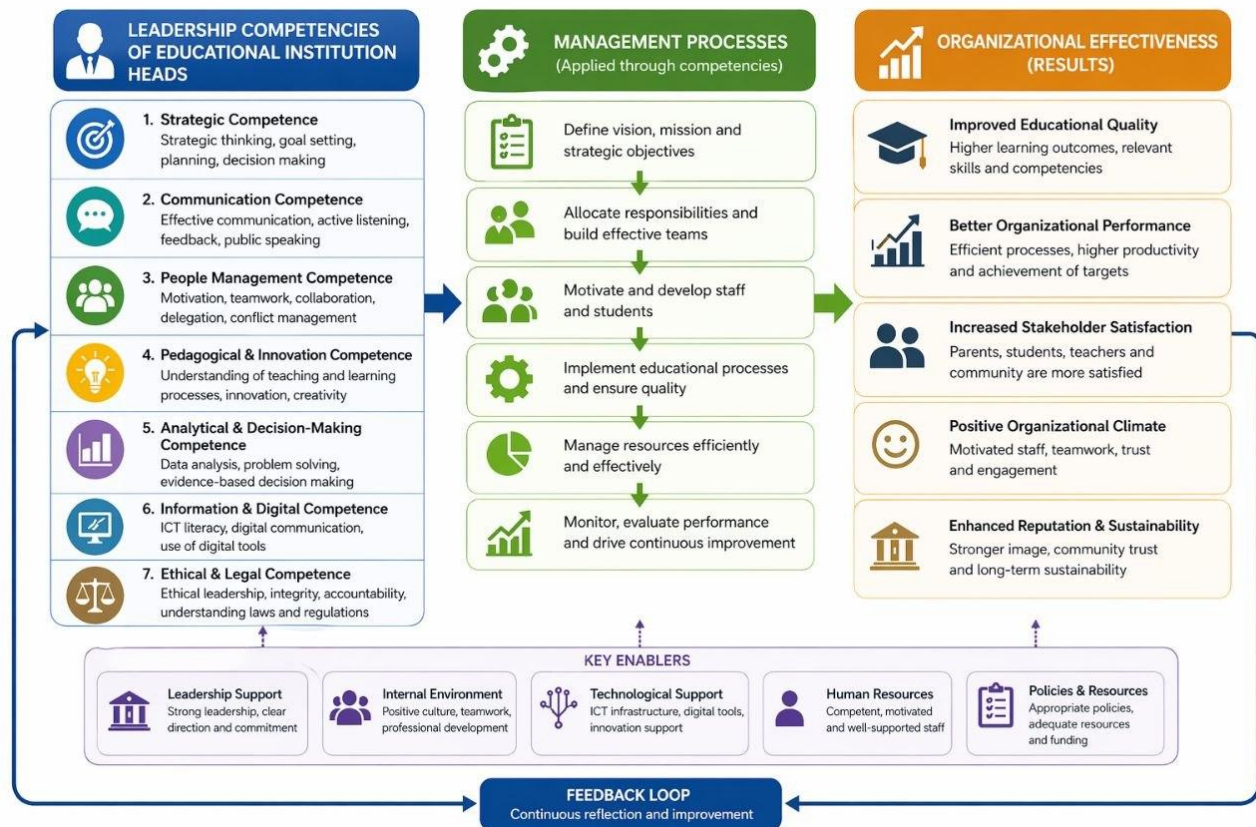 LEADERSHIP COMPETENCIES
OF EDUCATIONAL INSTITUTION
HEADS
1. Strategic Competence
Strategic thinking, goal setting,
planning, decision making
2. Communication Competence
Effective communication, active listening,
feedback, public speaking
3. People Management Competence
Motivation, teamwork, collaboration,
delegation, conflict management
4. Pedagogical & Innovation Competence
Understanding of teaching and learning
processes, innovation, creativity
5. Analytical & Decision-Making
Competence
Data analysis, problem solving,
evidence-based decision making
6. Information & Digital Competence
ICT literacy, digital communication,
use of digital tools
7. Ethical & Legal Competence
Ethical leadership, integrity, accountability,
understanding laws and regulations
MANAGEMENT PROCESSES
(Applied through competencies)
Define vision, mission and
strategic objectives
Allocate responsibilities and
build effective teams
Motivate and develop staff
and students
Implement educational processes
and ensure quality
Manage resources efficiently
and effectively
Monitor, evaluate performance
and drive continuous improvement
ORGANIZATIONAL EFFECTIVENESS
(RESULTS)
Improved Educational Quality
Higher learning outcomes, relevant
skills and competencies
Better Organizational Performance
Efficient processes, higher productivity
and achievement of targets
Increased Stakeholder Satisfaction
Parents, students, teachers and
community are more satisfied
Positive Organizational Climate
Motivated staff, teamwork, trust
and engagement
Enhanced Reputation & Sustainability
Stronger image, community trust
and long-term sustainability
KEY ENABLERS
Leadership Support
Strong leadership, clear
direction and commitment
Internal Environment
Positive culture, teamwork,
professional development
Technological Support
ICT infrastructure, digital tools,
innovation support
Human Resources
Competent, motivated
and well-supported staff
Policies & Resources
Appropriate policies,
adequate resources
and funding
FEEDBACK LOOP
Continuous reflection and improvement